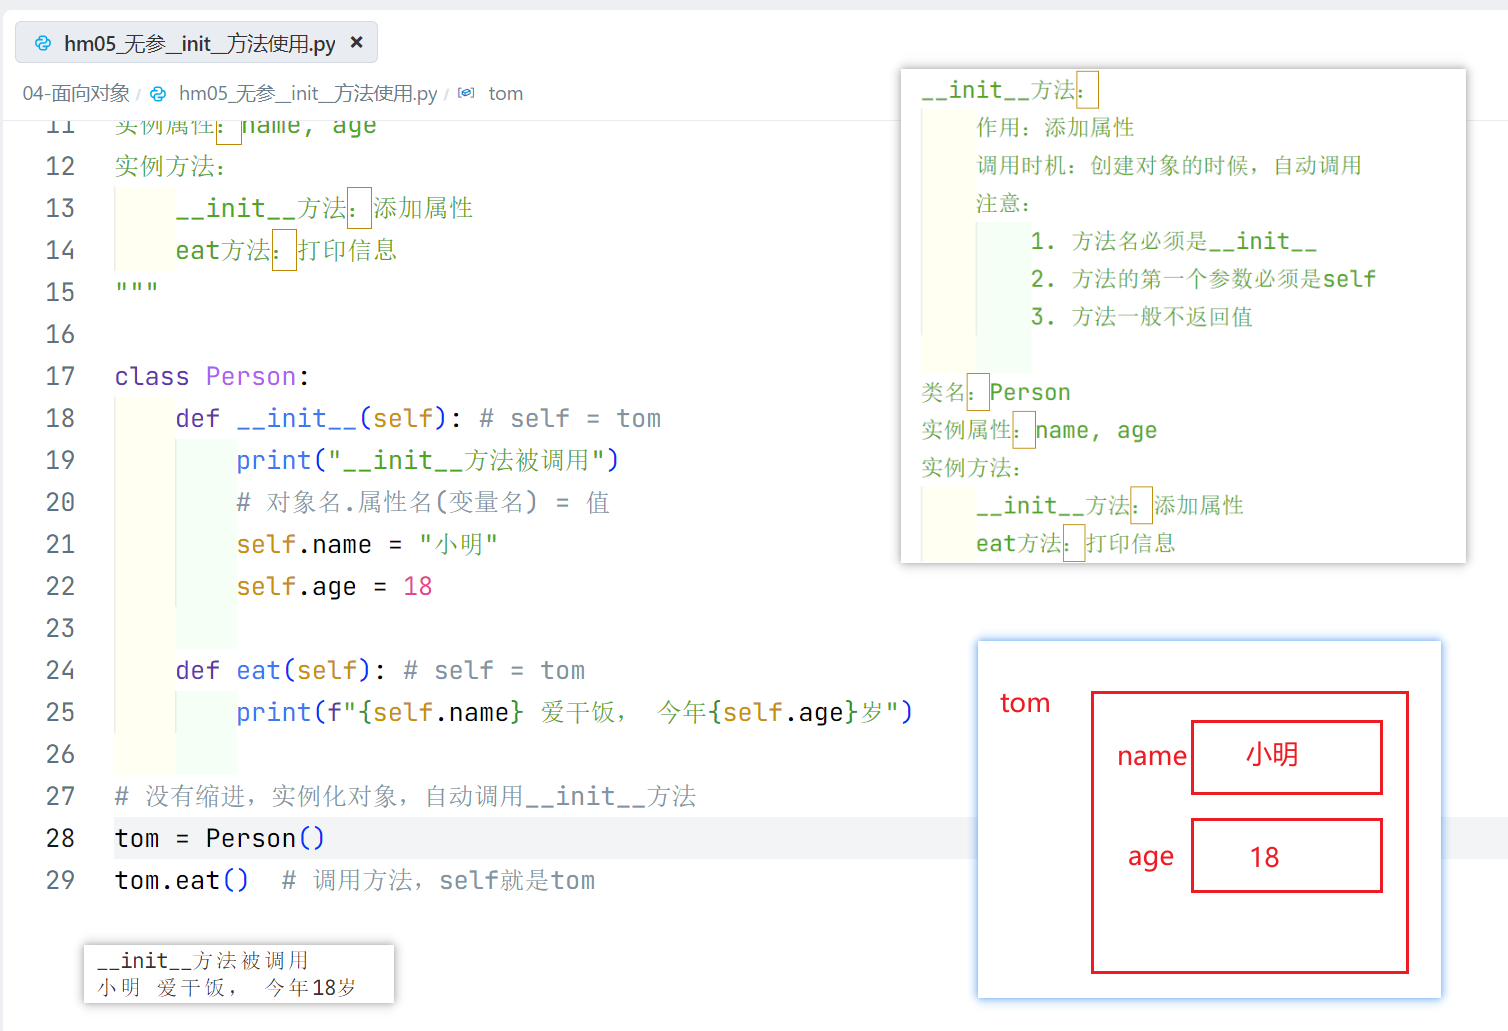 hm05_无参__init__方法使用.py ×
04-面向对象 / hm05_无参__init__方法使用.py / tom
11 实例属性：name, age
12 实例方法：
13 __init__方法：添加属性
14 eat方法：打印信息
15 """
16
17 class Person:
18 def __init__(self): # self = tom
19 print("__init__方法被调用")
20 # 对象名.属性名(变量名) = 值
21 self.name = "小明"
22 self.age = 18
23
24 def eat(self): # self = tom
25 print(f"{self.name} 爱干饭， 今年{self.age}岁")
26
27 # 没有缩进，实例化对象，自动调用__init__方法
28 tom = Person()
29 tom.eat()  # 调用方法，self就是tom
__init__方法被调用
小明 爱干饭， 今年18岁
__init__方法：
作用：添加属性
调用时机：创建对象的时候，自动调用
注意：
1. 方法名必须是__init__
2. 方法的第一个参数必须是self
3. 方法一般不返回值
类名：Person
实例属性：name, age
实例方法：
__init__方法：添加属性
eat方法：打印信息
tom
name 小明
age 18